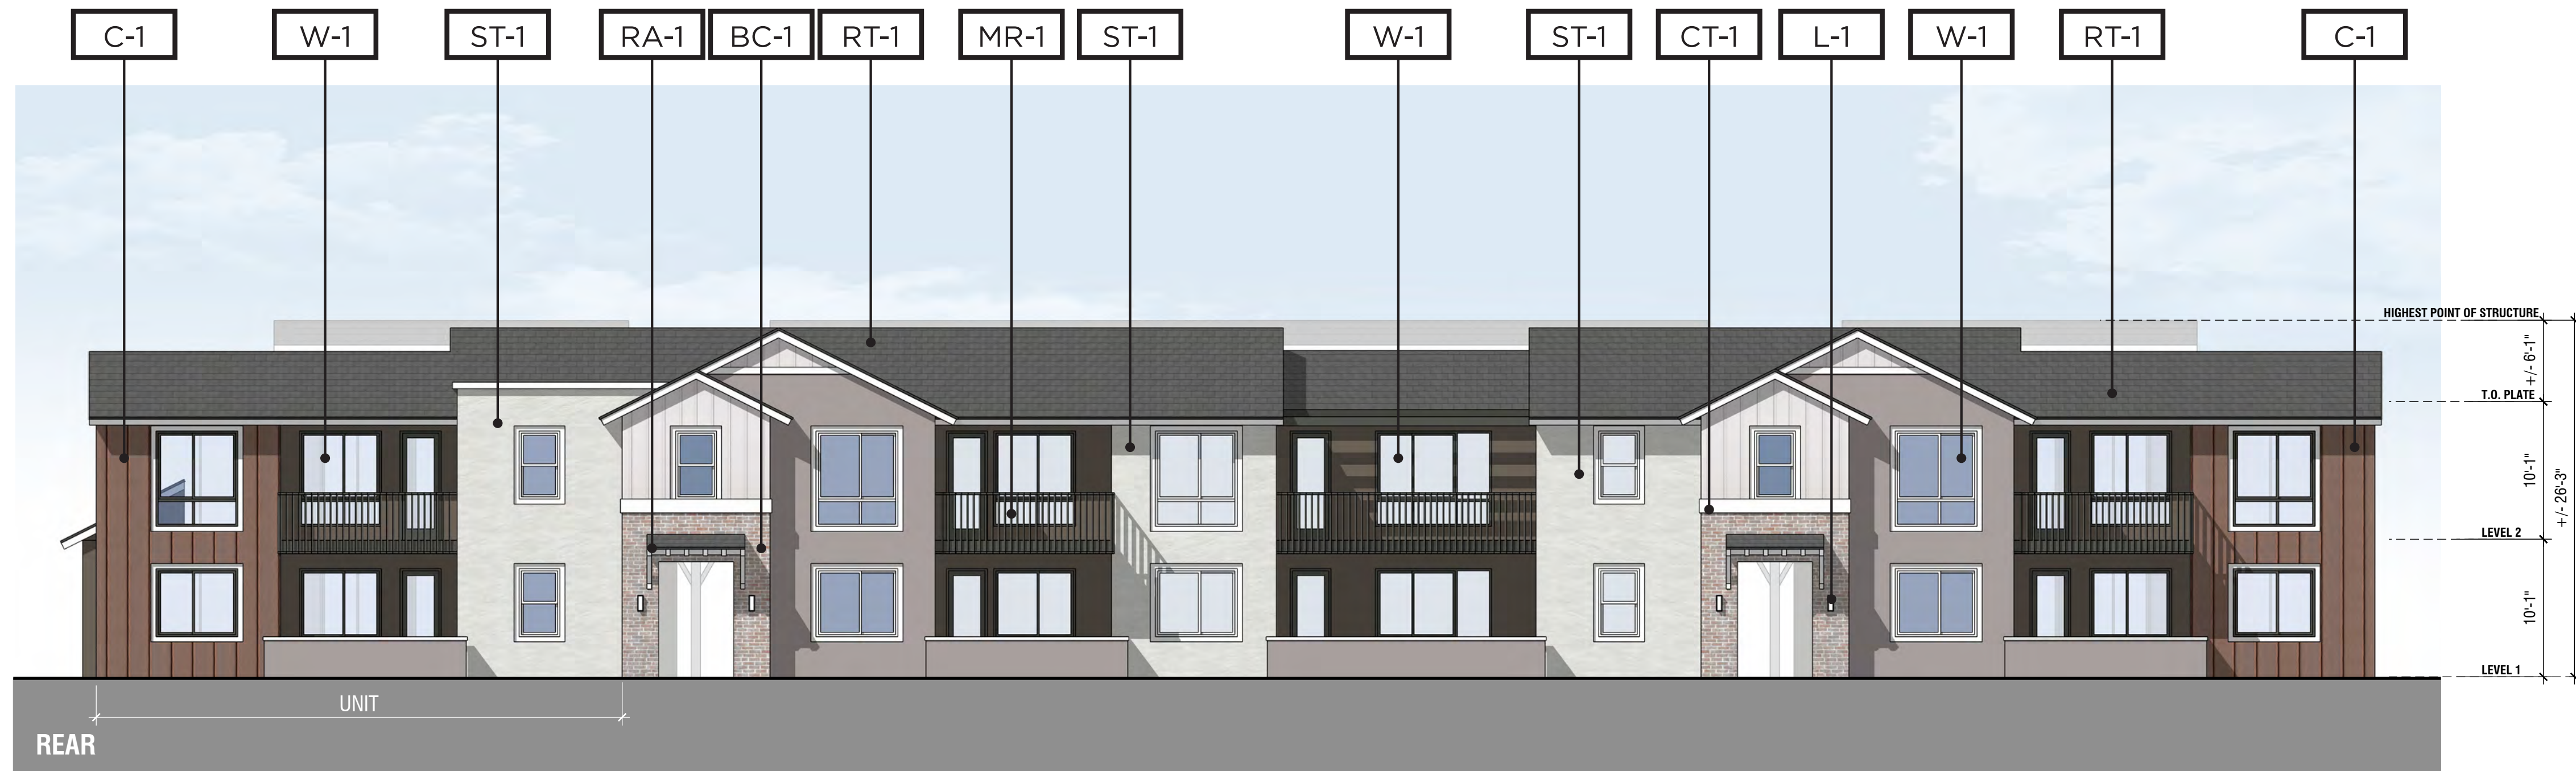 C-1
W-1
ST-1
RA-1
BC-1
RT-1
MR-1
ST-1
W-1
ST-1
CT-1
L-1
W-1
RT-1
C-1
HIGHEST POINT OF STRUCTURE
+/- 6'-1"
T.O. PLATE
10'-1"
+/- 26'-3"
LEVEL 2
10'-1"
LEVEL 1
UNIT
REAR